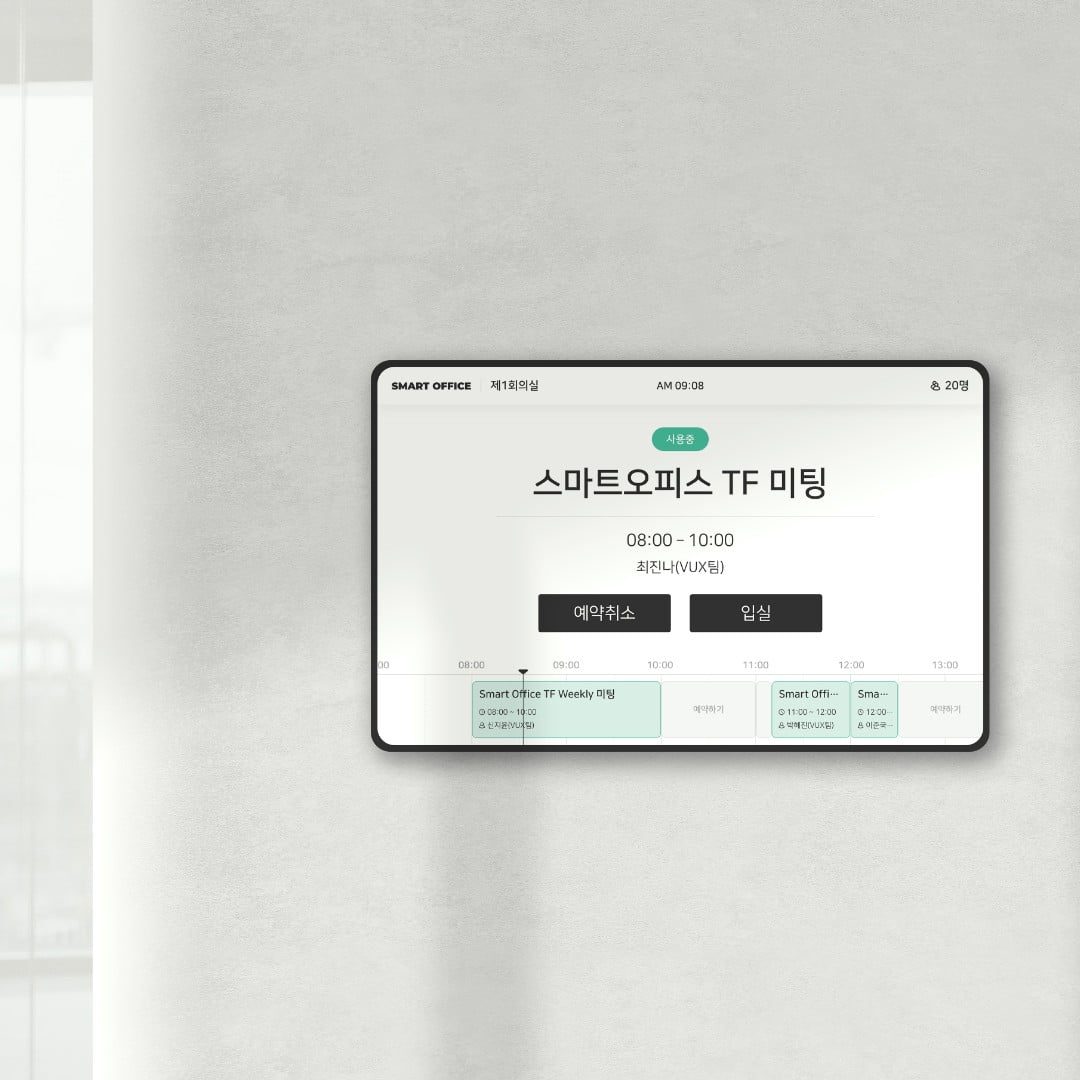 SMART OFFICE 제1회의실 AM 09:08 20명
사용중
스마트오피스 TF 미팅
08:00 – 10:00
최진나(VUX팀)
예약취소 입실
00 08:00 09:00 10:00 11:00 12:00 13:00
Smart Office TF Weekly 미팅
08:00 ~ 10:00
신지윤(VUX팀)
예약하기
Smart Offi···
11:00 ~ 12:00
박혜진(VUX팀)
Sma···
12:00···
이준국···
예약하기